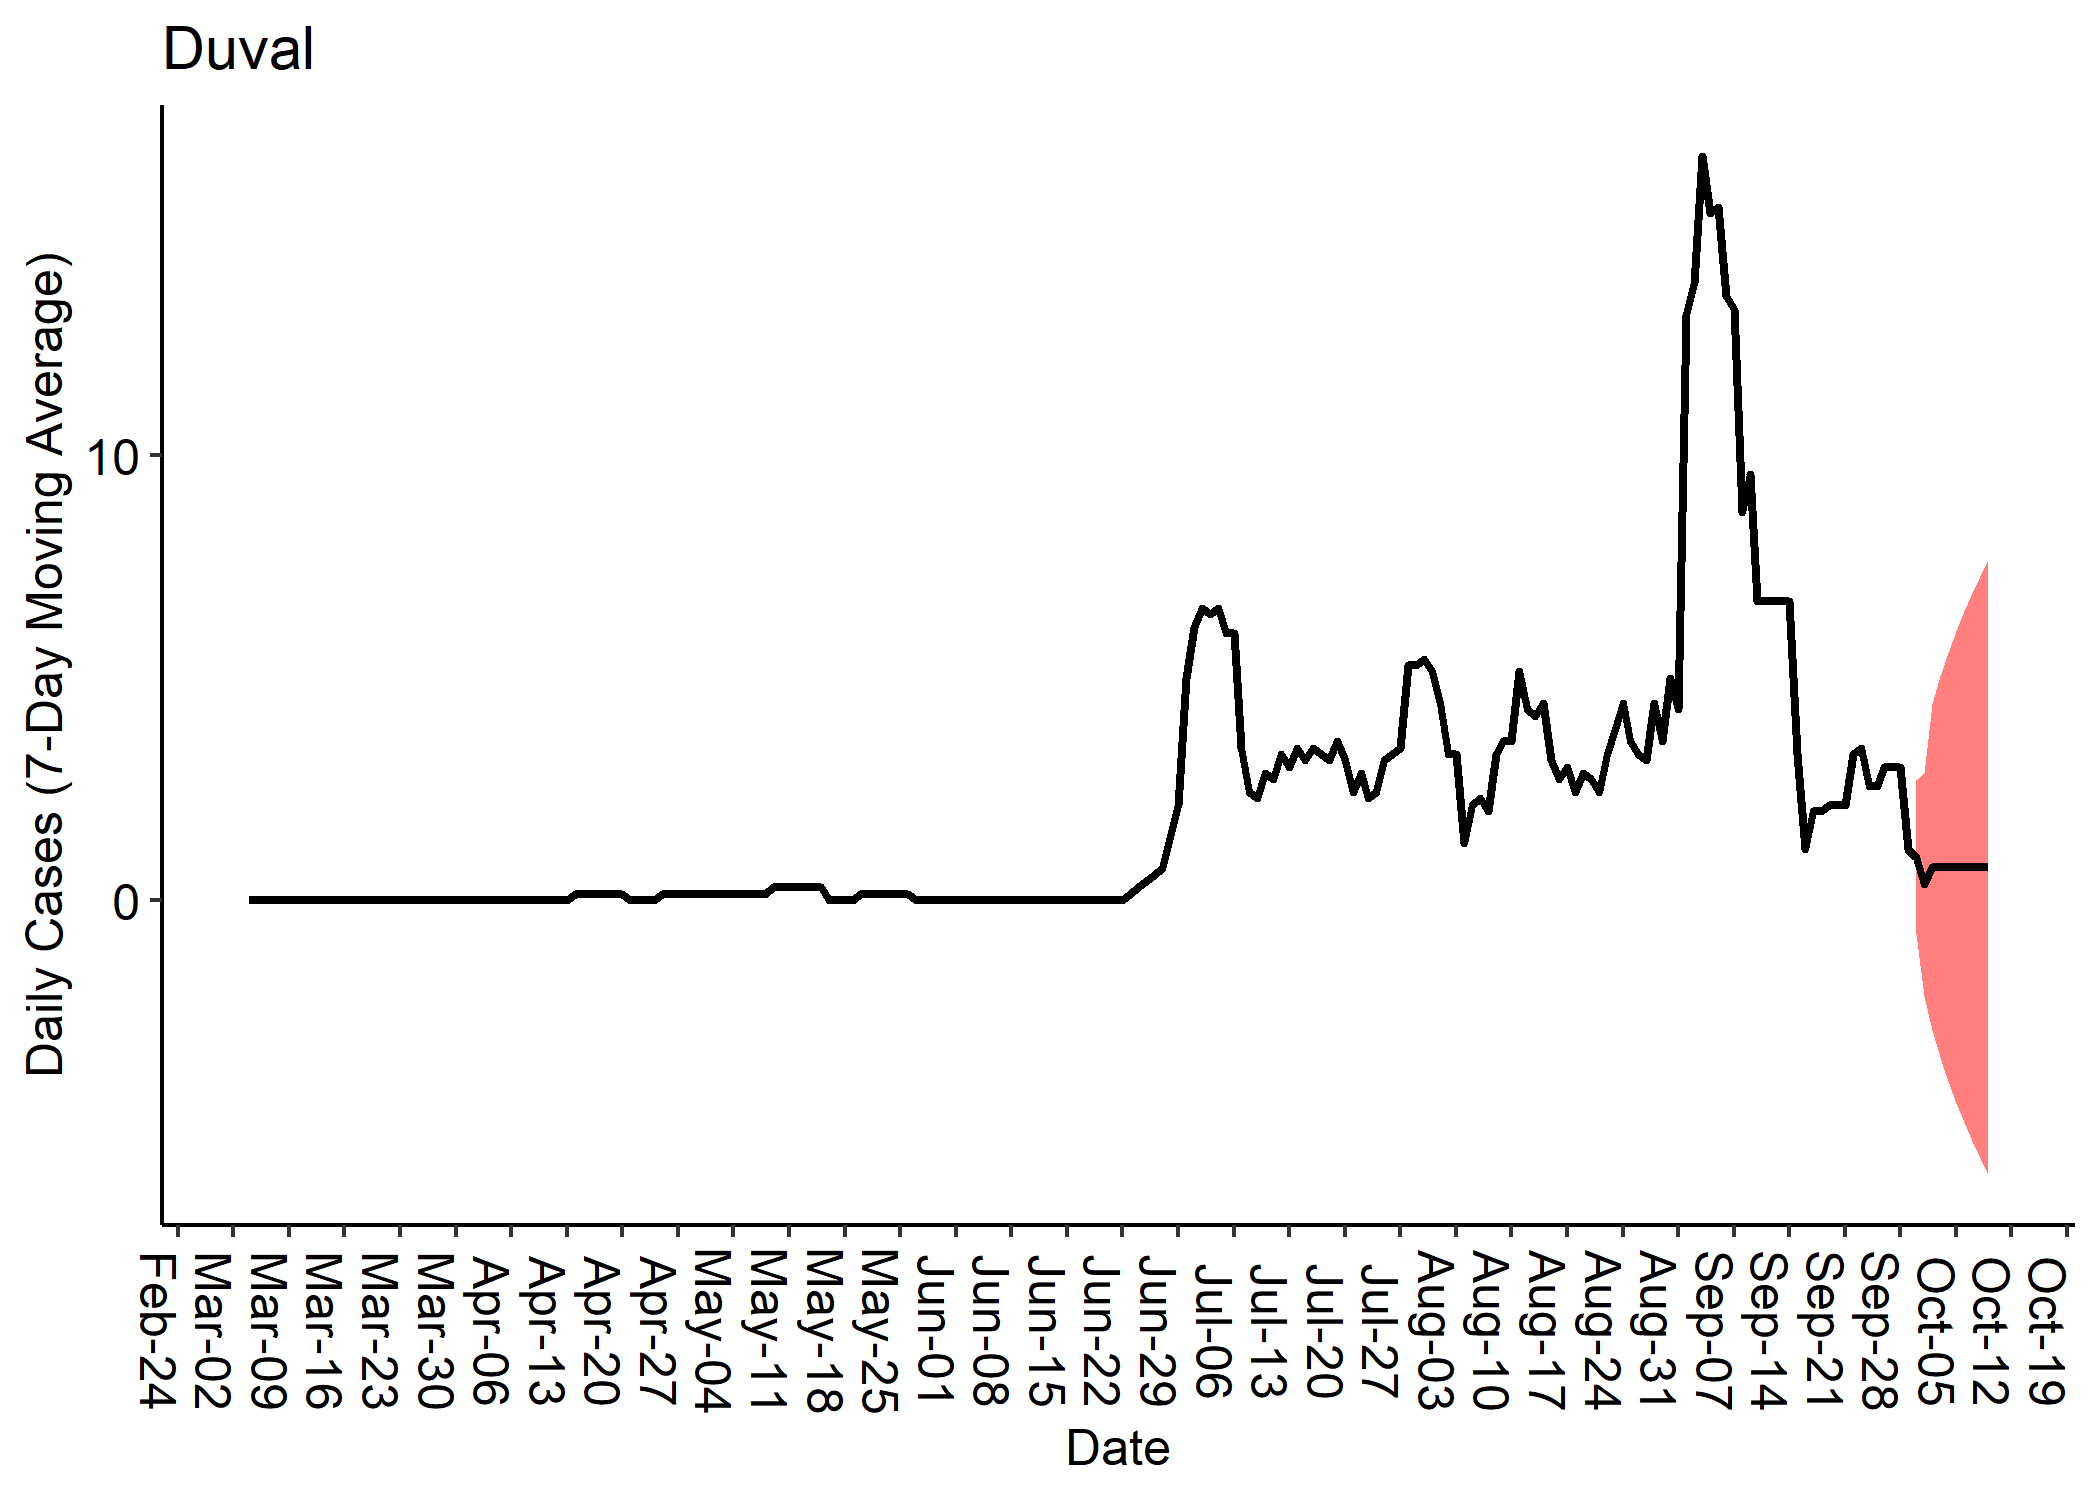 Duval
Daily Cases (7-Day Moving Average)
10
0
Feb-24
Mar-02
Mar-09
Mar-16
Mar-23
Mar-30
Apr-06
Apr-13
Apr-20
Apr-27
May-04
May-11
May-18
May-25
Jun-01
Jun-08
Jun-15
Jun-22
Jun-29
Jul-06
Jul-13
Jul-20
Jul-27
Aug-03
Aug-10
Aug-17
Aug-24
Aug-31
Sep-07
Sep-14
Sep-21
Sep-28
Oct-05
Oct-12
Oct-19
Date